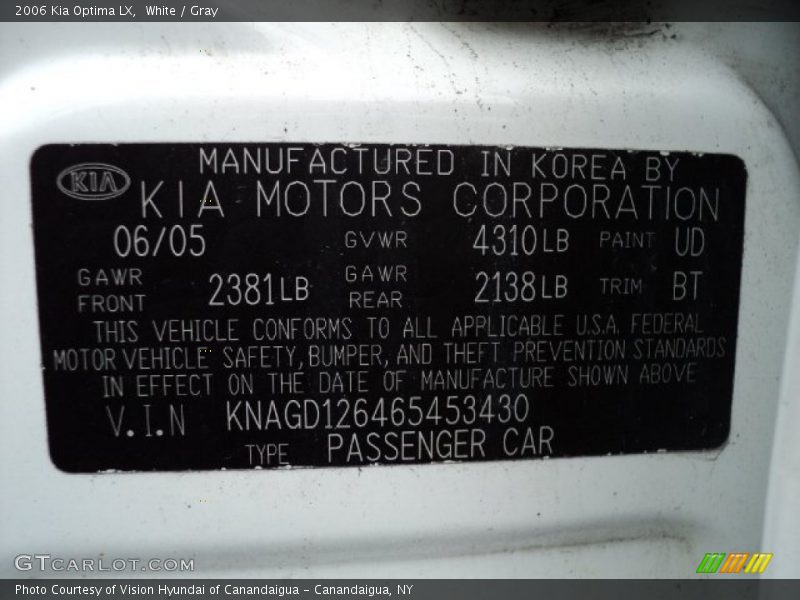 2006 Kia Optima LX, White / Gray
MANUFACTURED IN KOREA BY
KIA
KIA MOTORS CORPORATION
06/05 GVWR 4310LB PAINT UD
GAWR FRONT 2381LB GAWR REAR 2138LB TRIM BT
THIS VEHICLE CONFORMS TO ALL APPLICABLE U.S.A. FEDERAL
MOTOR VEHICLE SAFETY, BUMPER, AND THEFT PREVENTION STANDARDS
IN EFFECT ON THE DATE OF MANUFACTURE SHOWN ABOVE
V.I.N KNAGD126465453430
TYPE PASSENGER CAR
GTCARLOT.COM
Photo Courtesy of Vision Hyundai of Canandaigua - Canandaigua, NY